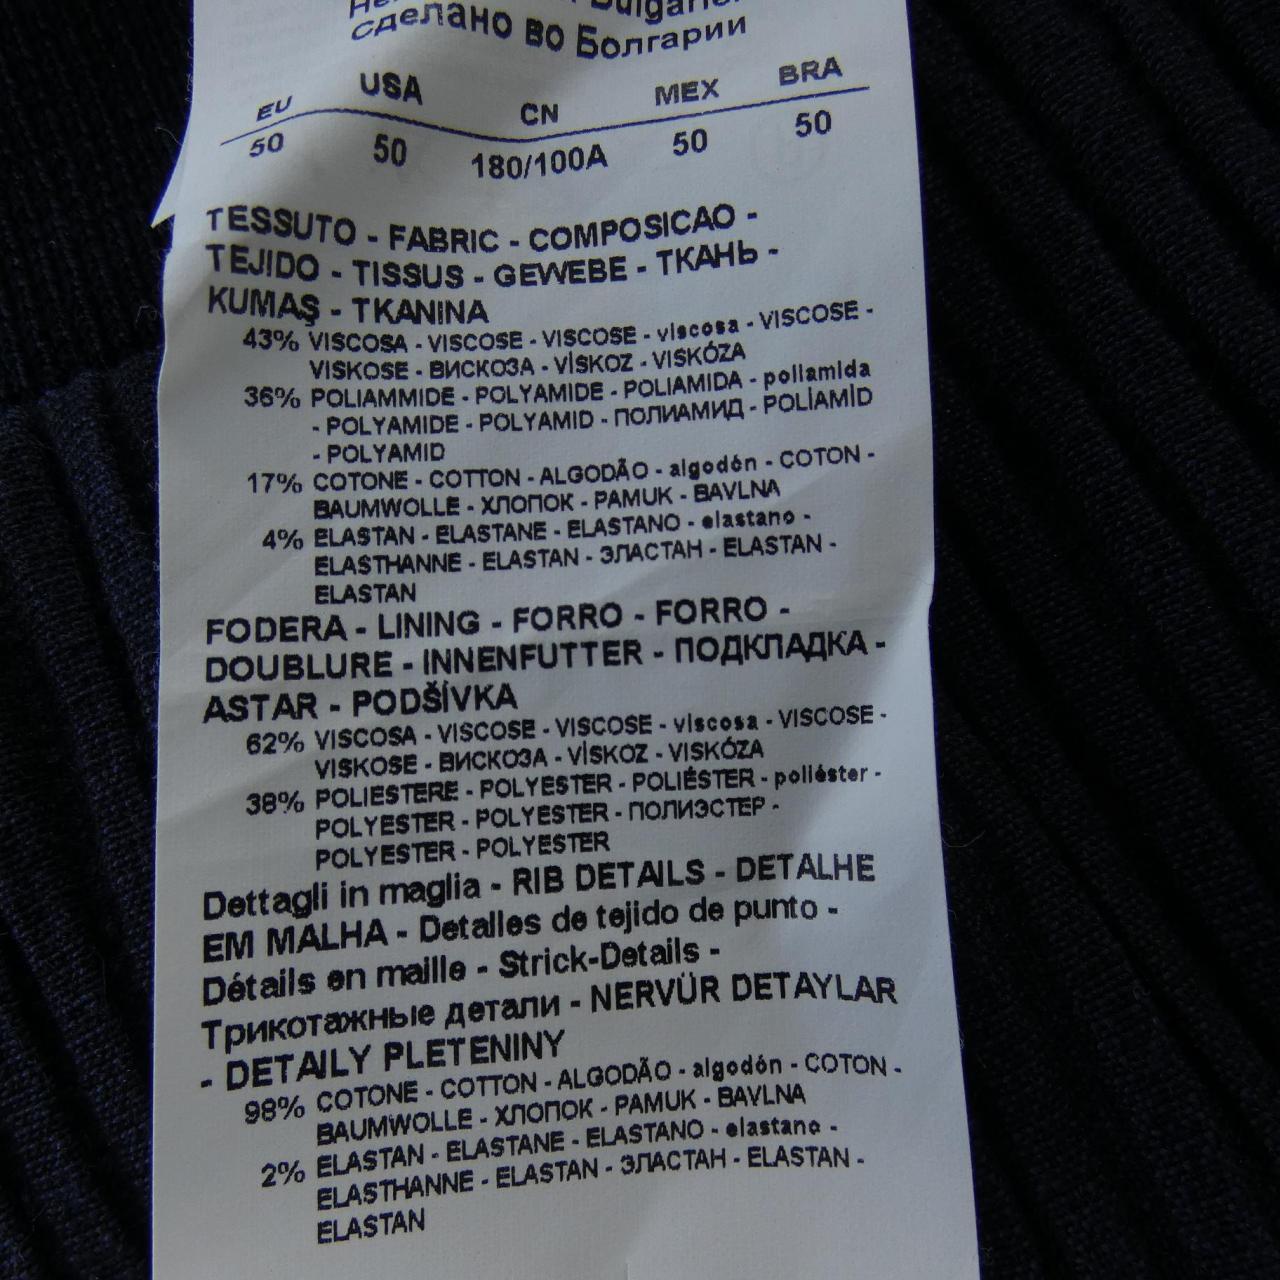 сделано во Болгарии
EU USA CN MEX BRA
50 50 180/100A 50 50
TESSUTO - FABRIC - COMPOSICAO -
TEJIDO - TISSUS - GEWEBE - ТКАНЬ -
KUMAŞ - TKANINA
43% VISCOSA - VISCOSE - VISCOSE - viscosa - VISCOSE -
VISKOSE - ВИСКОЗА - VİSKOZ - VISKÓZA
36% POLIAMMIDE - POLYAMIDE - POLIAMIDA - poliamida
- POLYAMIDE - POLYAMID - ПОЛИАМИД - POLİAMİD
- POLYAMID
17% COTONE - COTTON - ALGODÃO - algodón - COTON -
BAUMWOLLE - ХЛОПОК - PAMUK - BAVLNA
4% ELASTAN - ELASTANE - ELASTANO - elastano -
ELASTHANNE - ELASTAN - ЭЛАСТАН - ELASTAN -
ELASTAN
FODERA - LINING - FORRO - FORRO -
DOUBLURE - INNENFUTTER - ПОДКЛАДКА -
ASTAR - PODŠÍVKA
62% VISCOSA - VISCOSE - VISCOSE - viscosa - VISCOSE -
VISKOSE - ВИСКОЗА - VİSKOZ - VISKÓZA
38% POLIESTERE - POLYESTER - POLIÉSTER - poliéster -
POLYESTER - POLYESTER - ПОЛИЭСТЕР -
POLYESTER - POLYESTER
Dettagli in maglia - RIB DETAILS - DETALHE
EM MALHA - Detalles de tejido de punto -
Détails en maille - Strick-Details -
Трикотажные детали - NERVÜR DETAYLAR
- DETAILY PLETENINY
98% COTONE - COTTON - ALGODÃO - algodón - COTON -
BAUMWOLLE - ХЛОПОК - PAMUK - BAVLNA
2% ELASTAN - ELASTANE - ELASTANO - elastano -
ELASTHANNE - ELASTAN - ЭЛАСТАН - ELASTAN -
ELASTAN